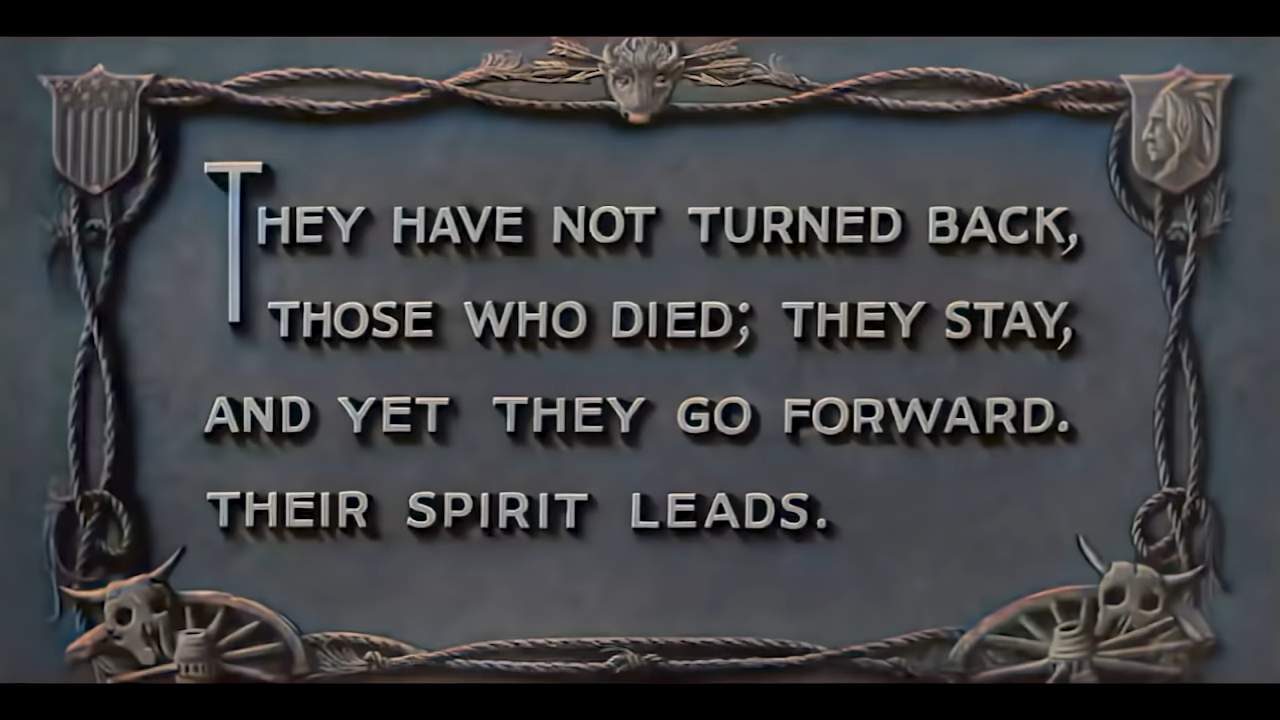 THEY HAVE NOT TURNED BACK,
THOSE WHO DIED; THEY STAY,
AND YET THEY GO FORWARD.
THEIR SPIRIT LEADS.